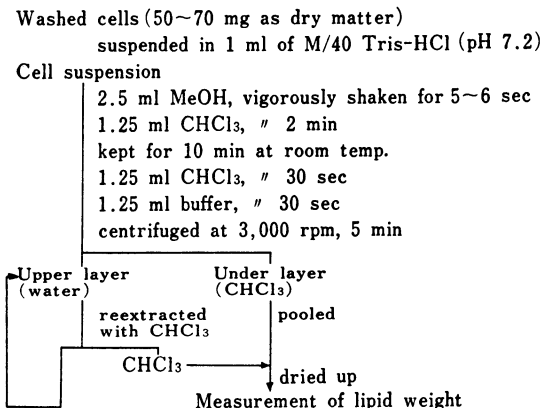 Washed cells (50~70 mg as dry matter)
suspended in 1 ml of M/40 Tris-HCl (pH 7.2)
Cell suspension
2.5 ml MeOH, vigorously shaken for 5~6 sec
1.25 ml CHCl₃, 〃 2 min
kept for 10 min at room temp.
1.25 ml CHCl₃, 〃 30 sec
1.25 ml buffer, 〃 30 sec
centrifuged at 3,000 rpm, 5 min
Upper layer Under layer
(water) (CHCl₃)
reextracted pooled
with CHCl₃
CHCl₃
dried up
Measurement of lipid weight